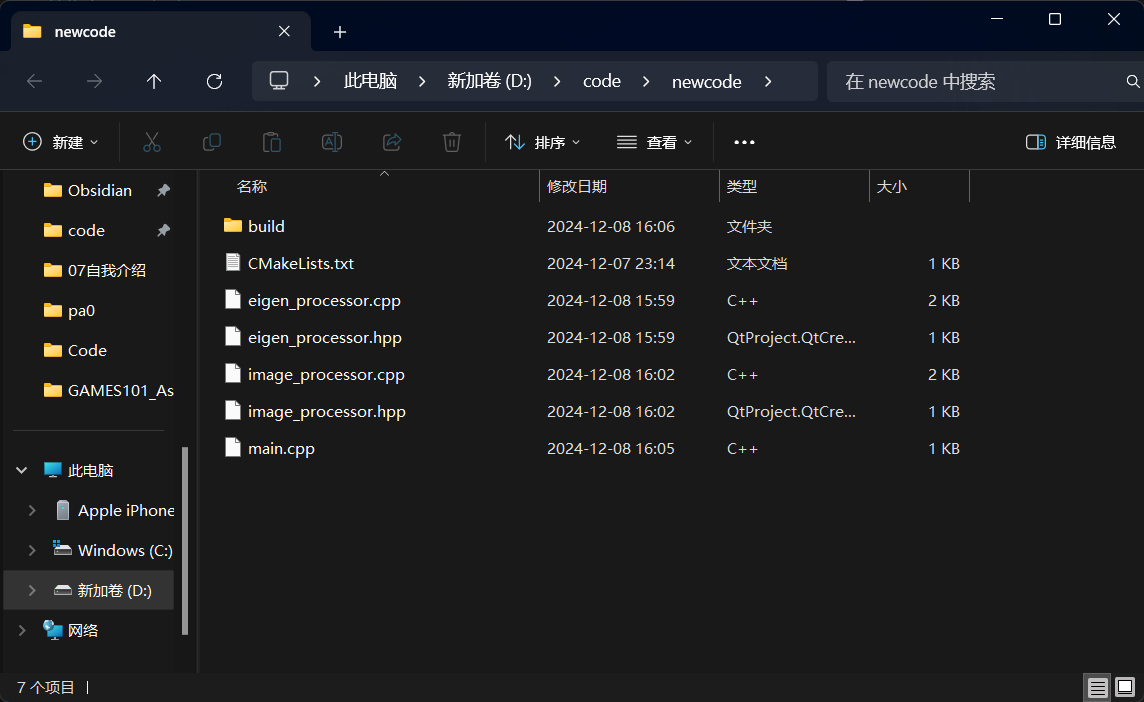 newcode
此电脑 新加卷 (D:) code newcode
在 newcode 中搜索
新建 排序 查看 ••• 详细信息
Obsidian
code
07自我介绍
pa0
Code
GAMES101_As
此电脑
Apple iPhone
Windows (C:)
新加卷 (D:)
网络
名称 修改日期 类型 大小
build 2024-12-08 16:06 文件夹
CMakeLists.txt 2024-12-07 23:14 文本文档 1 KB
eigen_processor.cpp 2024-12-08 15:59 C++ 2 KB
eigen_processor.hpp 2024-12-08 15:59 QtProject.QtCre... 1 KB
image_processor.cpp 2024-12-08 16:02 C++ 2 KB
image_processor.hpp 2024-12-08 16:02 QtProject.QtCre... 1 KB
main.cpp 2024-12-08 16:05 C++ 1 KB
7 个项目